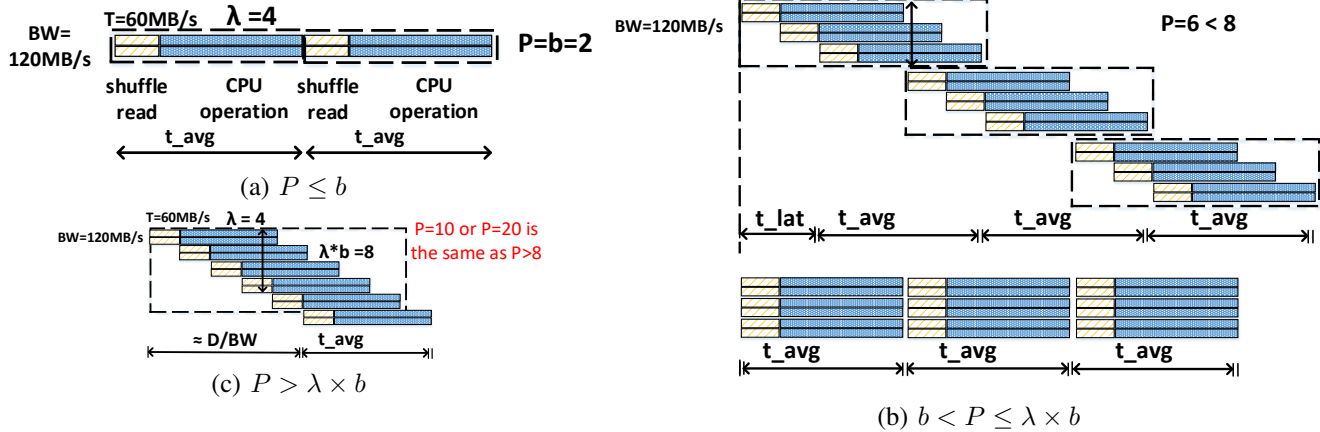 T=60MB/s λ =4
BW=
120MB/s
P=b=2
shuffle read CPU operation shuffle read CPU operation
t_avg t_avg
(a) P ≤ b
T=60MB/s λ = 4
BW=120MB/s
λ*b =8
P=10 or P=20 is
the same as P>8
≈ D/BW t_avg
(c) P > λ × b
BW=120MB/s
P=6 < 8
t_lat t_avg t_avg t_avg
t_avg t_avg t_avg
(b) b < P ≤ λ × b